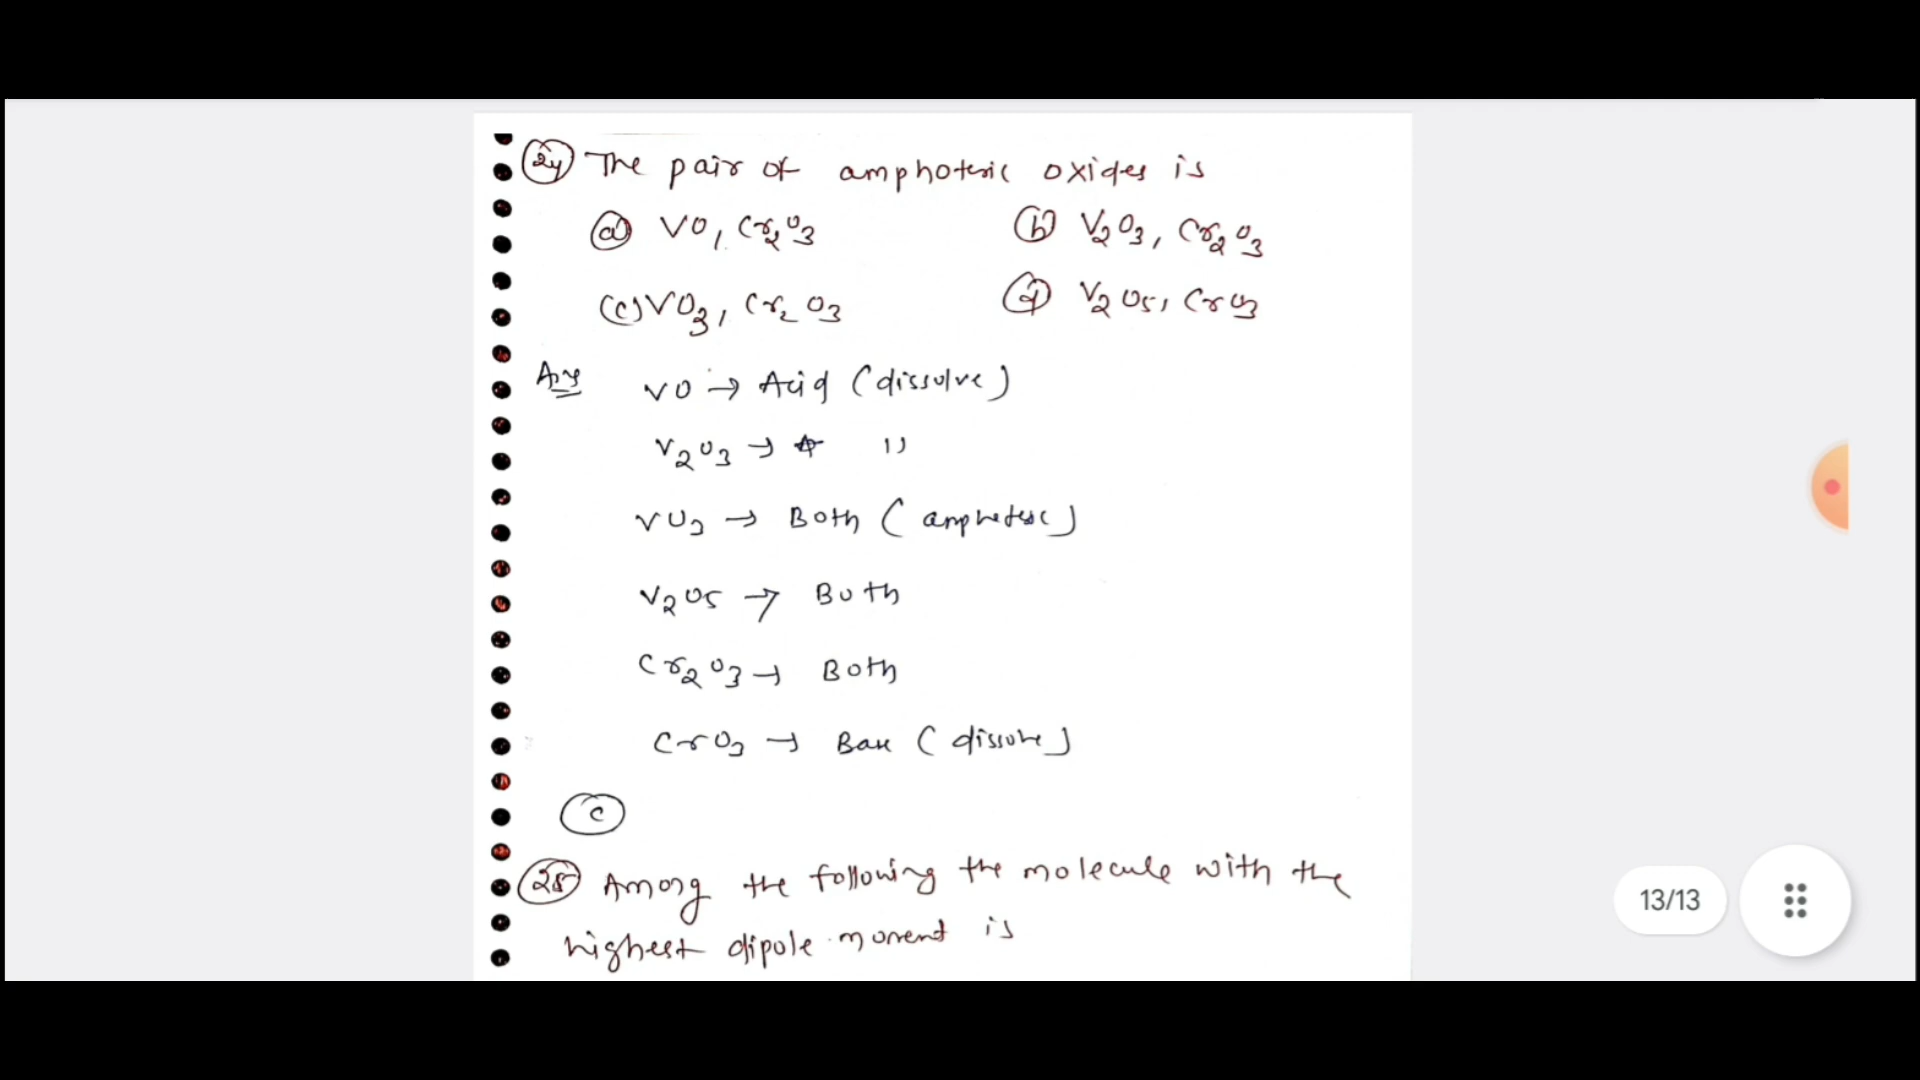 24 The pair of amphoteric oxides is
(a) VO, Cr2O3 (b) V2O3, Cr2O3
(c) VO3, Cr2O3 (d) V2O5, CrO3
Ans VO → Acid (dissolve)
V2O3 → "
VO3 → Both (amphoteric)
V2O5 → Both
Cr2O3 → Both
CrO3 → Base (dissolve)
C
25 Among the following the molecule with the
highest dipole moment is
13/13